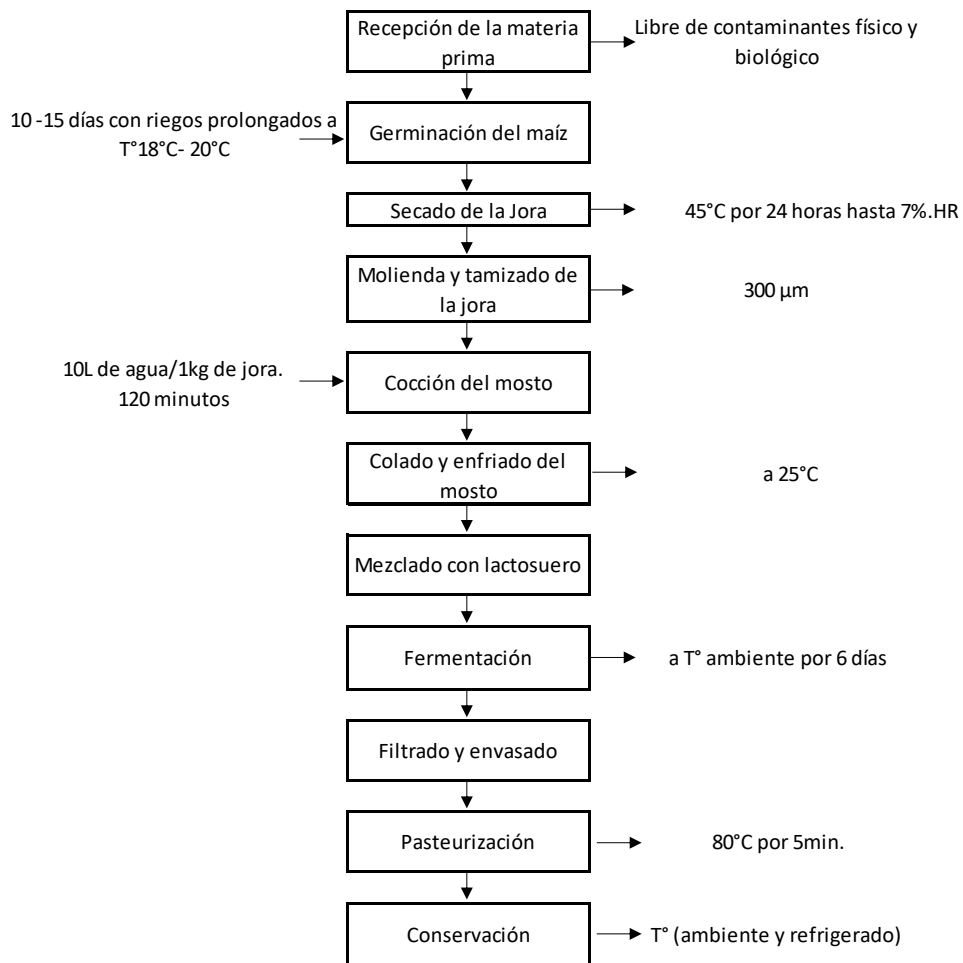 Recepción de la materia
prima
Libre de contaminantes físico y
biológico
10 -15 días con riegos prolongados a
T°18°C- 20°C
Germinación del maíz
Secado de la Jora
45°C por 24 horas hasta 7%.HR
Molienda y tamizado de
la jora
300 µm
10L de agua/1kg de jora.
120 minutos
Cocción del mosto
Colado y enfriado del
mosto
a 25°C
Mezclado con lactosuero
Fermentación
a T° ambiente por 6 días
Filtrado y envasado
Pasteurización
80°C por 5min.
Conservación
T° (ambiente y refrigerado)